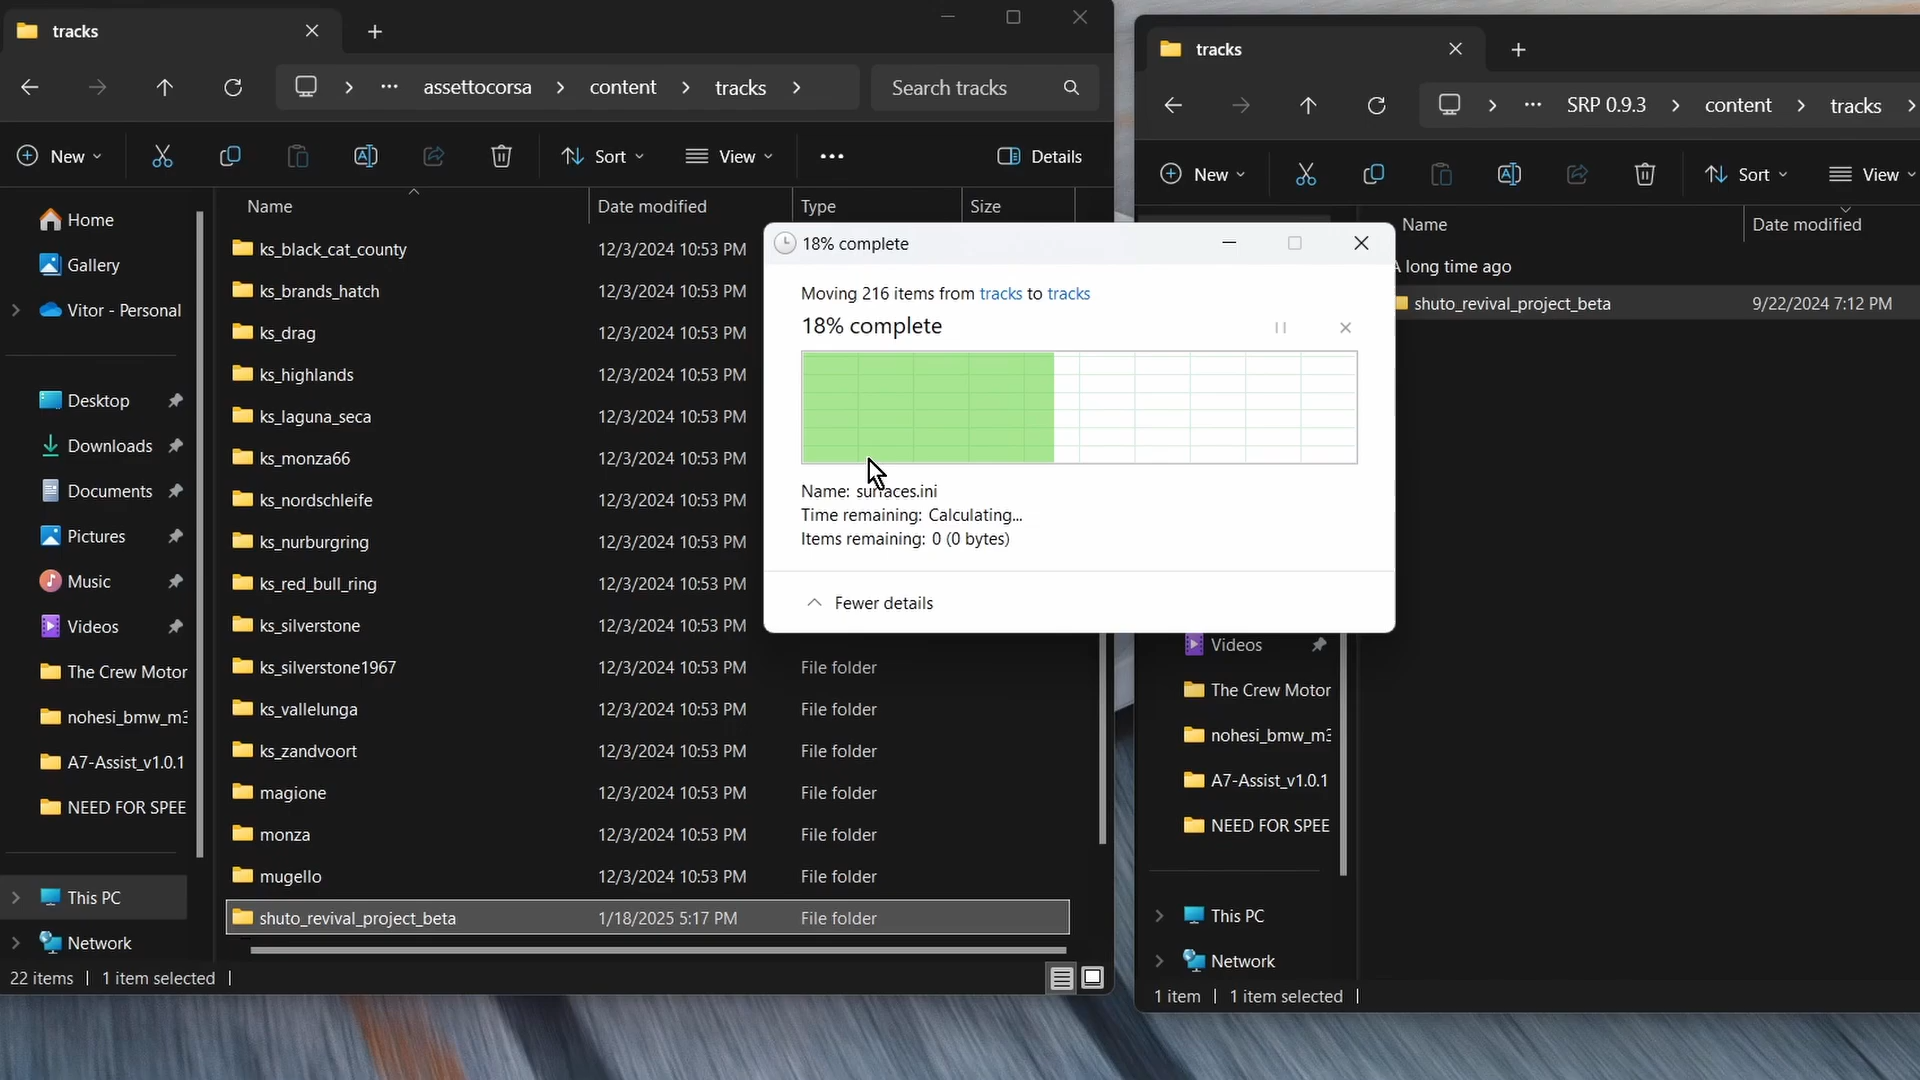 tracks
assettocorsa
content
tracks
Search tracks
New
Sort
View
Details
Name
Date modified
Type
Size
Home
Gallery
Vitor - Personal
Desktop
Downloads
Documents
Pictures
Music
Videos
The Crew Motor
nohesi_bmw_m3
A7-Assist_v1.0.1
NEED FOR SPEE
This PC
Network
ks_black_cat_county 12/3/2024 10:53 PM
ks_brands_hatch 12/3/2024 10:53 PM
ks_drag 12/3/2024 10:53 PM
ks_highlands 12/3/2024 10:53 PM
ks_laguna_seca 12/3/2024 10:53 PM
ks_monza66 12/3/2024 10:53 PM
ks_nordschleife 12/3/2024 10:53 PM
ks_nurburgring 12/3/2024 10:53 PM
ks_red_bull_ring 12/3/2024 10:53 PM
ks_silverstone 12/3/2024 10:53 PM
ks_silverstone1967 12/3/2024 10:53 PM File folder
ks_vallelunga 12/3/2024 10:53 PM File folder
ks_zandvoort 12/3/2024 10:53 PM File folder
magione 12/3/2024 10:53 PM File folder
monza 12/3/2024 10:53 PM File folder
mugello 12/3/2024 10:53 PM File folder
shuto_revival_project_beta 1/18/2025 5:17 PM File folder
22 items
1 item selected
18% complete
Moving 216 items from tracks to tracks
18% complete
Name: surfaces.ini
Time remaining: Calculating...
Items remaining: 0 (0 bytes)
Fewer details
tracks
SRP 0.9.3
content
tracks
New
Sort
View
Name
Date modified
A long time ago
shuto_revival_project_beta 9/22/2024 7:12 PM
Videos
The Crew Motor
nohesi_bmw_m3
A7-Assist_v1.0.1
NEED FOR SPEE
This PC
Network
1 item
1 item selected